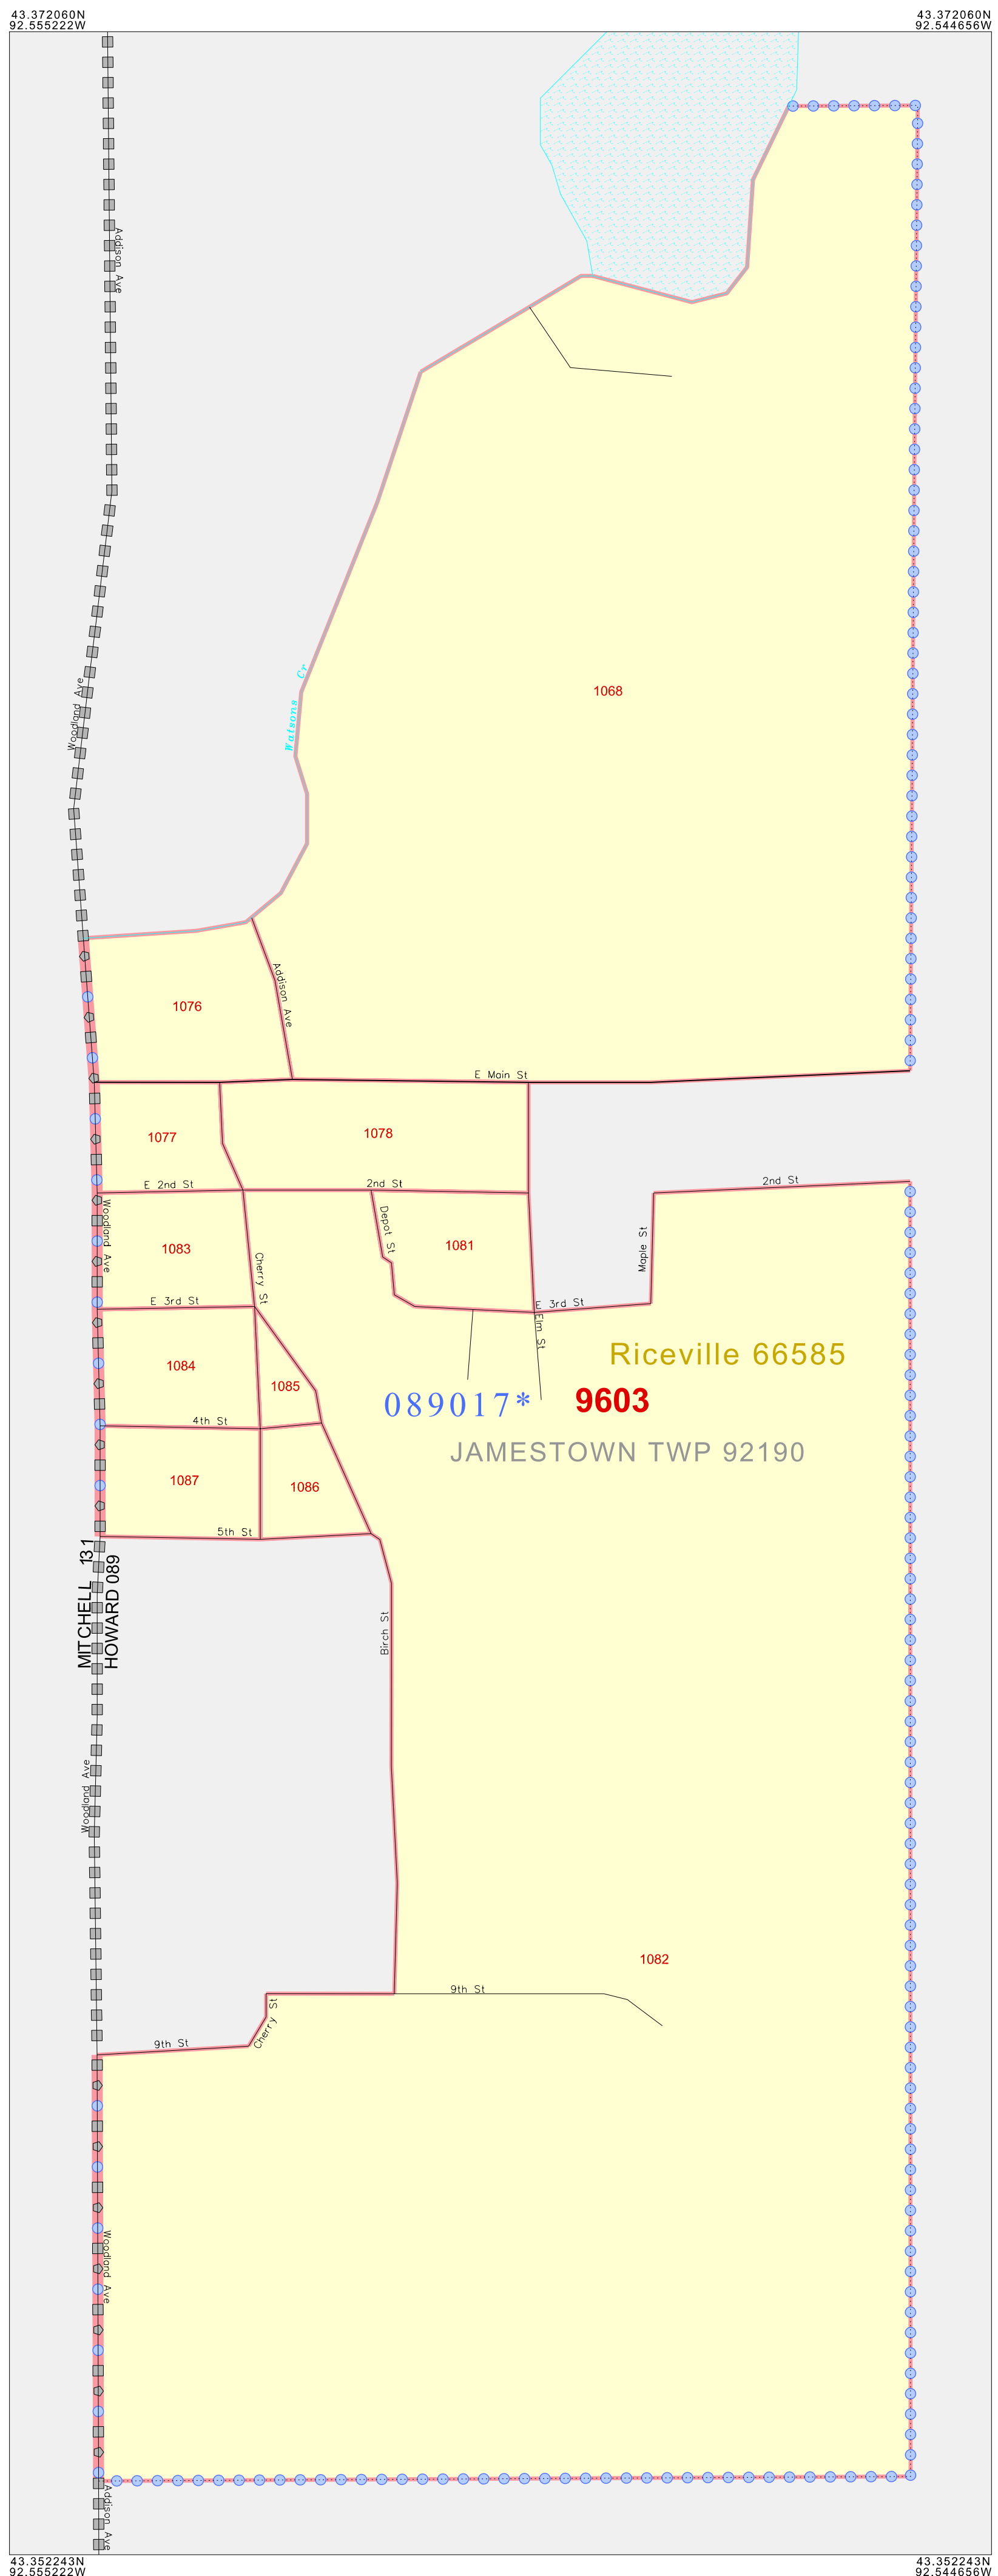 43.372060N
92.555222W
43.372060N
92.544656W
Addison Ave
Woodland Ave
Watsons Cr
1068
Addison Ave
1076
E Main St
1077
1078
E 2nd St
2nd St
2nd St
Woodland Ave
Depot St
Maple St
1083
1081
Cherry St
E 3rd St
E 3rd St
Elm St
1084
1085
Riceville 66585
089017*
9603
4th St
JAMESTOWN TWP 92190
1087
1086
5th St
MITCHELL 131
HOWARD 089
Birch St
Woodland Ave
1082
9th St
Cherry St
9th St
Woodland Ave
Addison Ave
43.352243N
92.555222W
43.352243N
92.544656W